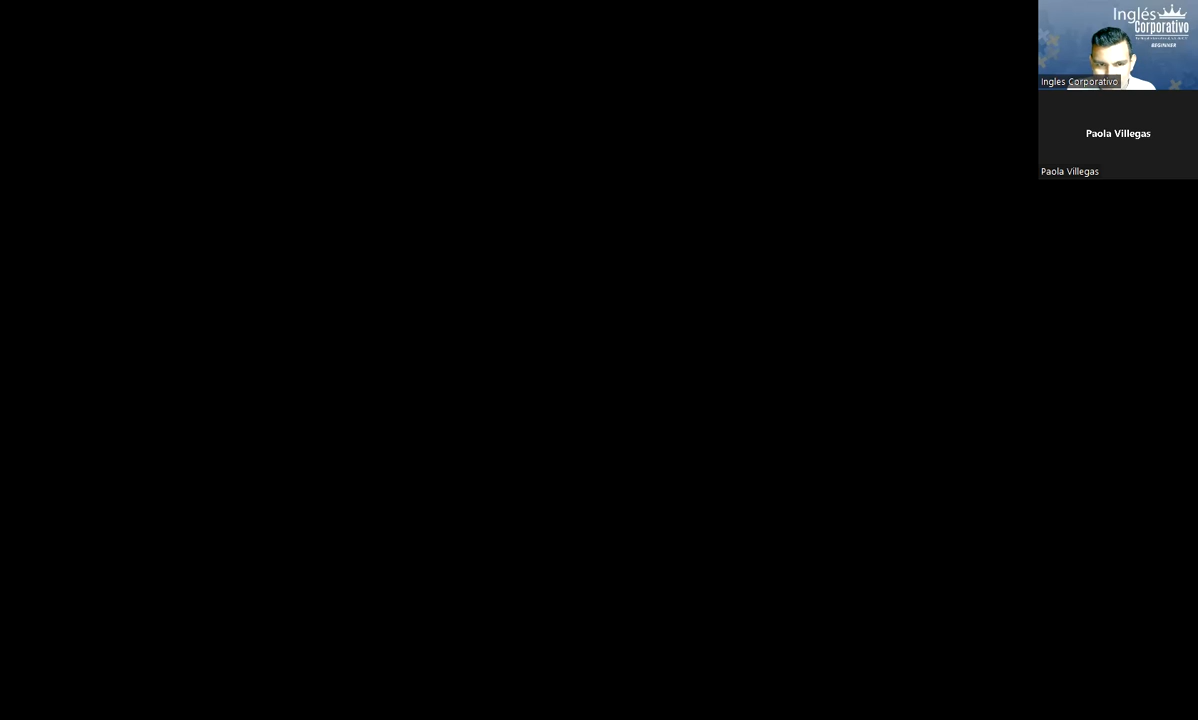 Inglés
Corporativo
BEGINNER
Ingles Corporativo
Paola Villegas
Paola Villegas